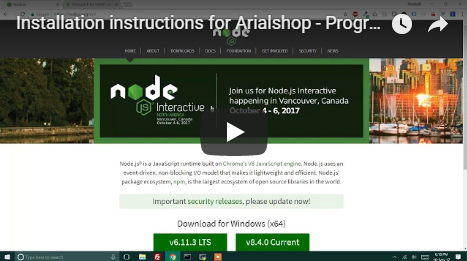 Installation instructions for Arialshop - Progr...
node
HOME ABOUT DOWNLOADS DOCS FOUNDATION GET INVOLVED SECURITY NEWS
node
JS Interactive
NORTH AMERICA
Vancouver, Canada
October 4-6, 2017
Join us for Node.js Interactive
happening in Vancouver, Canada
October 4 - 6, 2017
Node.js® is a JavaScript runtime built on Chrome's V8 JavaScript engine. Node.js uses an
event-driven, non-blocking I/O model that makes it lightweight and efficient. Node.js'
package ecosystem, npm, is the largest ecosystem of open source libraries in the world.
Important security releases, please update now!
Download for Windows (x64)
v6.11.3 LTS
v8.4.0 Current